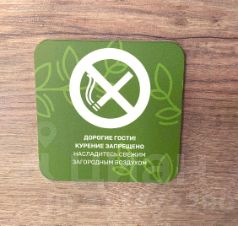 ДОРОГИЕ ГОСТИ!
КУРЕНИЕ ЗАПРЕЩЕНО
НАСЛАДИТЕСЬ СВЕЖИМ
ЗАГОРОДНЫМ ВОЗДУХОМ